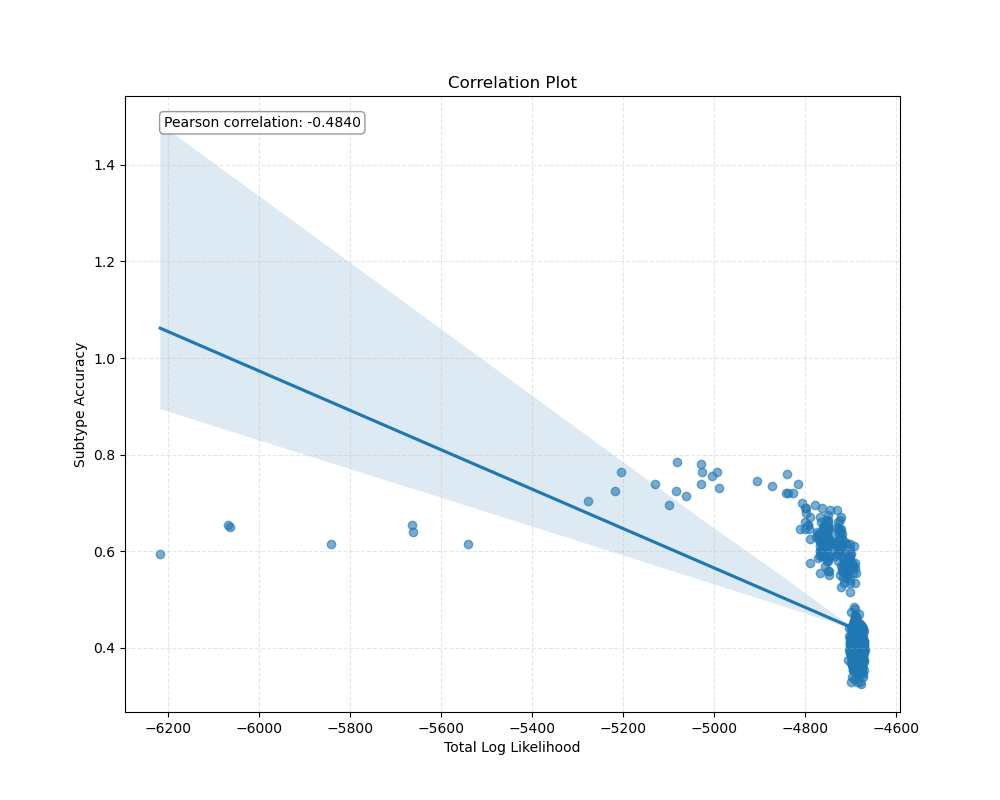 Correlation Plot
Pearson correlation: -0.4840
1.4
1.2
1.0
0.8
0.6
0.4
Subtype Accuracy
−6200 −6000 −5800 −5600 −5400 −5200 −5000 −4800 −4600
Total Log Likelihood